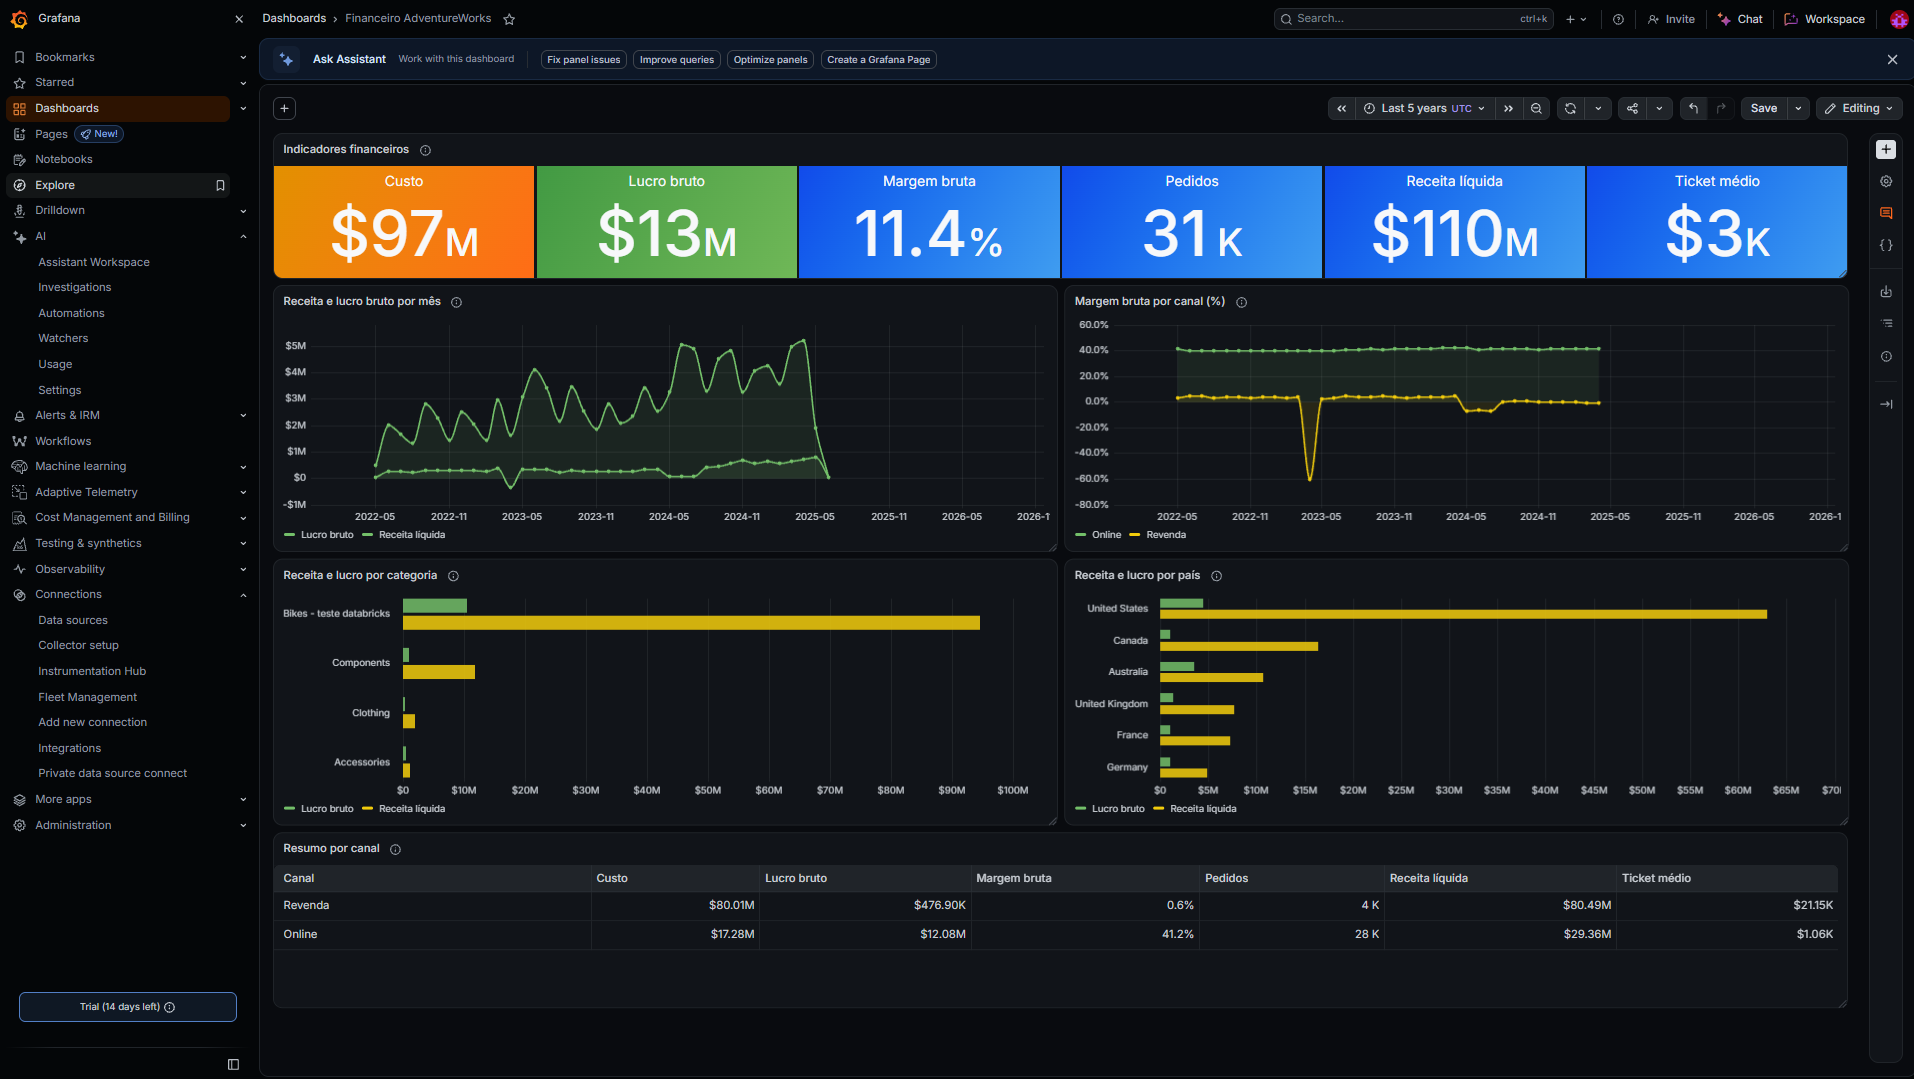 Grafana
Dashboards › Financeiro AdventureWorks
Search... ctrl+k
Invite
Chat
Workspace
Bookmarks
Starred
Dashboards
Pages New!
Notebooks
Explore
Drilldown
AI
Assistant Workspace
Investigations
Automations
Watchers
Usage
Settings
Alerts & IRM
Workflows
Machine learning
Adaptive Telemetry
Cost Management and Billing
Testing & synthetics
Observability
Connections
Data sources
Collector setup
Instrumentation Hub
Fleet Management
Add new connection
Integrations
Private data source connect
More apps
Administration
Trial (14 days left)
Ask Assistant Work with this dashboard Fix panel issues Improve queries Optimize panels Create a Grafana Page
Last 5 years UTC
Save
Editing
Indicadores financeiros
Custo
$97M
Lucro bruto
$13M
Margem bruta
11.4%
Pedidos
31 K
Receita líquida
$110M
Ticket médio
$3K
Receita e lucro bruto por mês
$5M
$4M
$3M
$2M
$1M
$0
-$1M
2022-05 2022-11 2023-05 2023-11 2024-05 2024-11 2025-05 2025-11 2026-05 2026-1
Lucro bruto Receita líquida
Margem bruta por canal (%)
60.0%
40.0%
20.0%
0.0%
-20.0%
-40.0%
-60.0%
-80.0%
2022-05 2022-11 2023-05 2023-11 2024-05 2024-11 2025-05 2025-11 2026-05 2026-1
Online Revenda
Receita e lucro por categoria
Bikes - teste databricks
Components
Clothing
Accessories
$0 $10M $20M $30M $40M $50M $60M $70M $80M $90M $100M
Lucro bruto Receita líquida
Receita e lucro por país
United States
Canada
Australia
United Kingdom
France
Germany
$0 $5M $10M $15M $20M $25M $30M $35M $40M $45M $50M $55M $60M $65M $70
Lucro bruto Receita líquida
Resumo por canal
Canal Custo Lucro bruto Margem bruta Pedidos Receita líquida Ticket médio
Revenda $80.01M $476.90K 0.6% 4 K $80.49M $21.15K
Online $17.28M $12.08M 41.2% 28 K $29.36M $1.06K